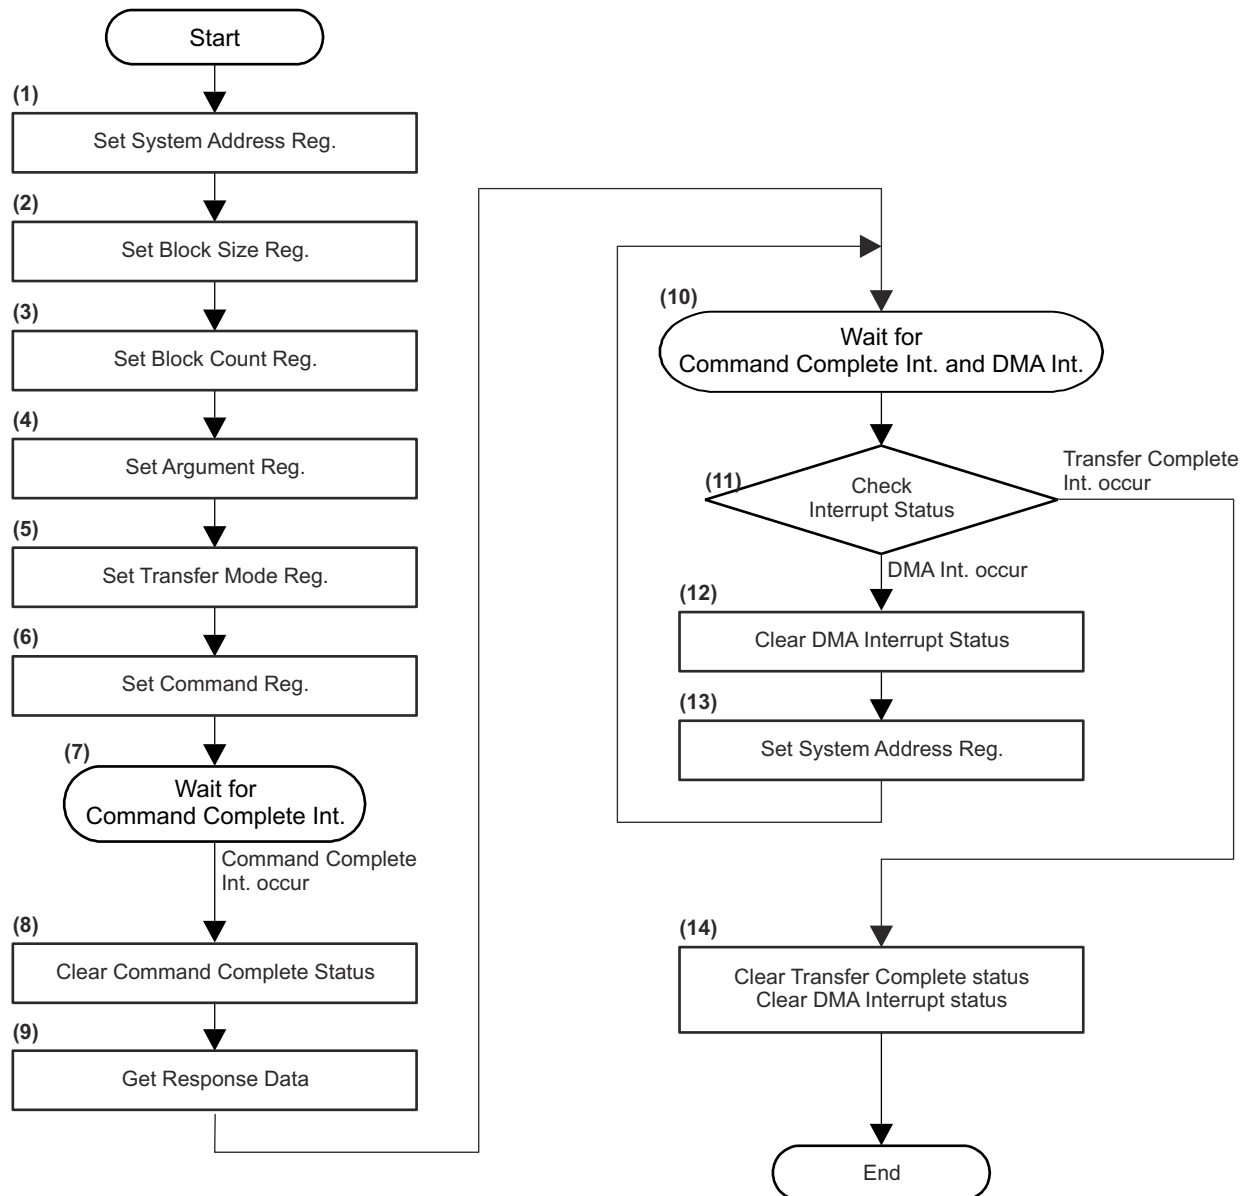 Start
(1)
Set System Address Reg.
(2)
Set Block Size Reg.
(3)
Set Block Count Reg.
(4)
Set Argument Reg.
(5)
Set Transfer Mode Reg.
(6)
Set Command Reg.
(7)
Wait for
Command Complete Int.
Command Complete
Int. occur
(8)
Clear Command Complete Status
(9)
Get Response Data
(10)
Wait for
Command Complete Int. and DMA Int.
(11)
Check
Interrupt Status
Transfer Complete
Int. occur
DMA Int. occur
(12)
Clear DMA Interrupt Status
(13)
Set System Address Reg.
(14)
Clear Transfer Complete status
Clear DMA Interrupt status
End